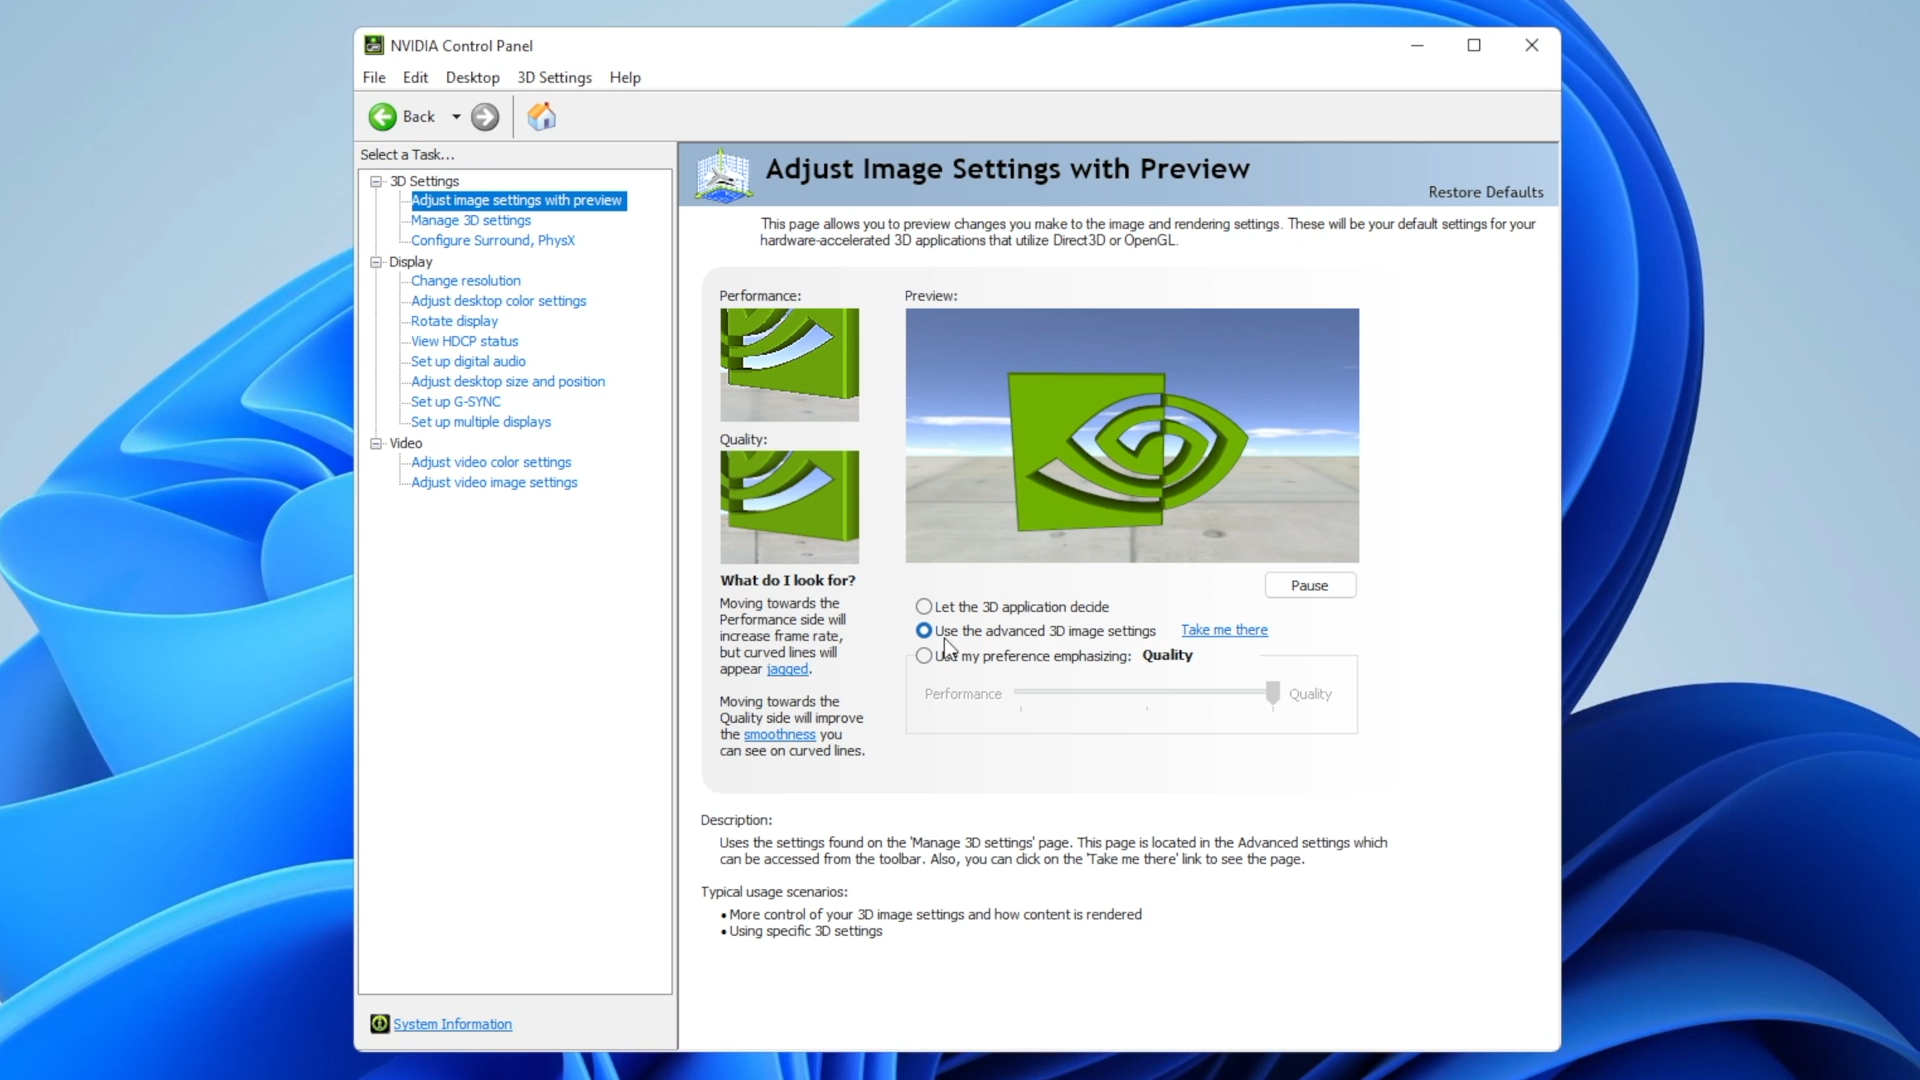 NVIDIA Control Panel
File Edit Desktop 3D Settings Help
Back
Select a Task...
3D Settings
Adjust image settings with preview
Manage 3D settings
Configure Surround, PhysX
Display
Change resolution
Adjust desktop color settings
Rotate display
View HDCP status
Set up digital audio
Adjust desktop size and position
Set up G-SYNC
Set up multiple displays
Video
Adjust video color settings
Adjust video image settings
System Information
Adjust Image Settings with Preview
Restore Defaults
This page allows you to preview changes you make to the image and rendering settings. These will be your default settings for your
hardware-accelerated 3D applications that utilize Direct3D or OpenGL.
Performance:
Quality:
What do I look for?
Moving towards the
Performance side will
increase frame rate,
but curved lines will
appear jagged.
Moving towards the
Quality side will improve
the smoothness you
can see on curved lines.
Preview:
Pause
Let the 3D application decide
Use the advanced 3D image settings Take me there
Use my preference emphasizing: Quality
Performance Quality
Description:
Uses the settings found on the 'Manage 3D settings' page. This page is located in the Advanced settings which
can be accessed from the toolbar. Also, you can click on the 'Take me there' link to see the page.
Typical usage scenarios:
• More control of your 3D image settings and how content is rendered
• Using specific 3D settings